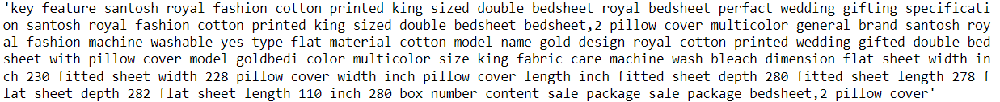 'key feature santosh royal fashion cotton printed king sized double bedsheet royal bedsheet perfact wedding gifting specificati
on santosh royal fashion cotton printed king sized double bedsheet bedsheet,2 pillow cover multicolor general brand santosh roy
al fashion machine washable yes type flat material cotton model name gold design royal cotton printed wedding gifted double bed
sheet with pillow cover model goldbedi color multicolor size king fabric care machine wash bleach dimension flat sheet width in
ch 230 fitted sheet width 228 pillow cover width inch pillow cover length inch fitted sheet depth 280 fitted sheet length 278 f
lat sheet depth 282 flat sheet length 110 inch 280 box number content sale package sale package bedsheet,2 pillow cover'